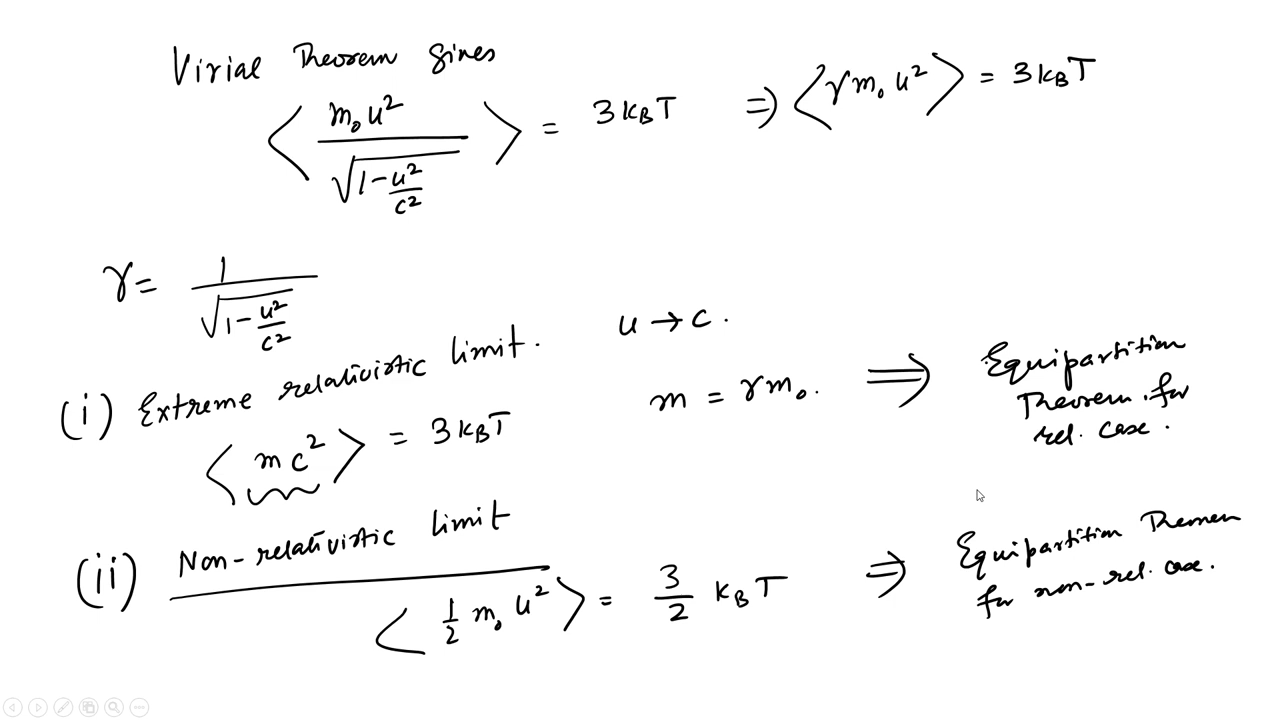 Virial Theorem gives
⟨ m₀u² / √(1 - u²/c²) ⟩ = 3k_BT ⇒ ⟨γm₀u²⟩ = 3k_BT
γ = 1 / √(1 - u²/c²)
(i) Extreme relativistic limit. u → c.
⟨mc²⟩ = 3k_BT m = γm₀. ⟹ Equipartition
Theorem for
rel. case.
(ii) Non-relativistic limit
⟨ ½ m₀u² ⟩ = 3/2 k_BT ⇒ Equipartition Theorem
for non-rel. case.